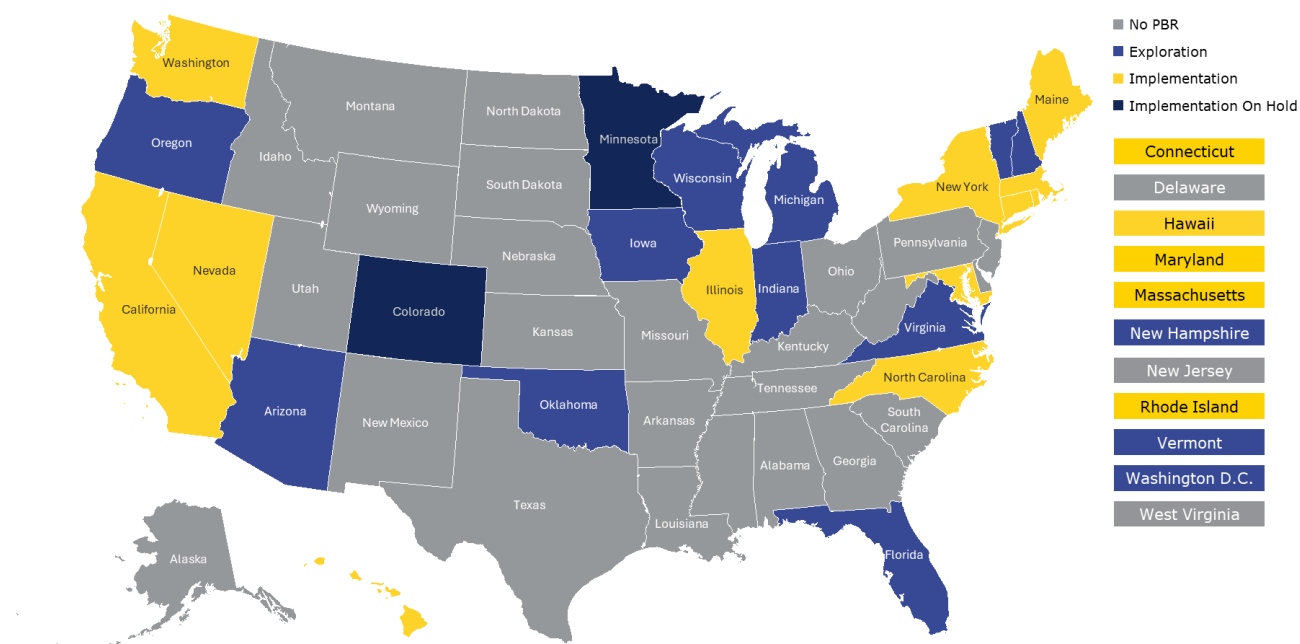 No PBR
Exploration
Implementation
Implementation On Hold
Washington
Oregon
Idaho
Montana
North Dakota
Minnesota
Maine
Wisconsin
Michigan
New York
South Dakota
Wyoming
Iowa
Nebraska
Pennsylvania
Nevada
Utah
California
Colorado
Illinois
Indiana
Ohio
Kansas
Missouri
Kentucky
Virginia
North Carolina
Tennessee
Arizona
New Mexico
Oklahoma
Arkansas
South
Carolina
Alabama
Georgia
Texas
Louisiana
Florida
Alaska
Connecticut
Delaware
Hawaii
Maryland
Massachusetts
New Hampshire
New Jersey
Rhode Island
Vermont
Washington D.C.
West Virginia